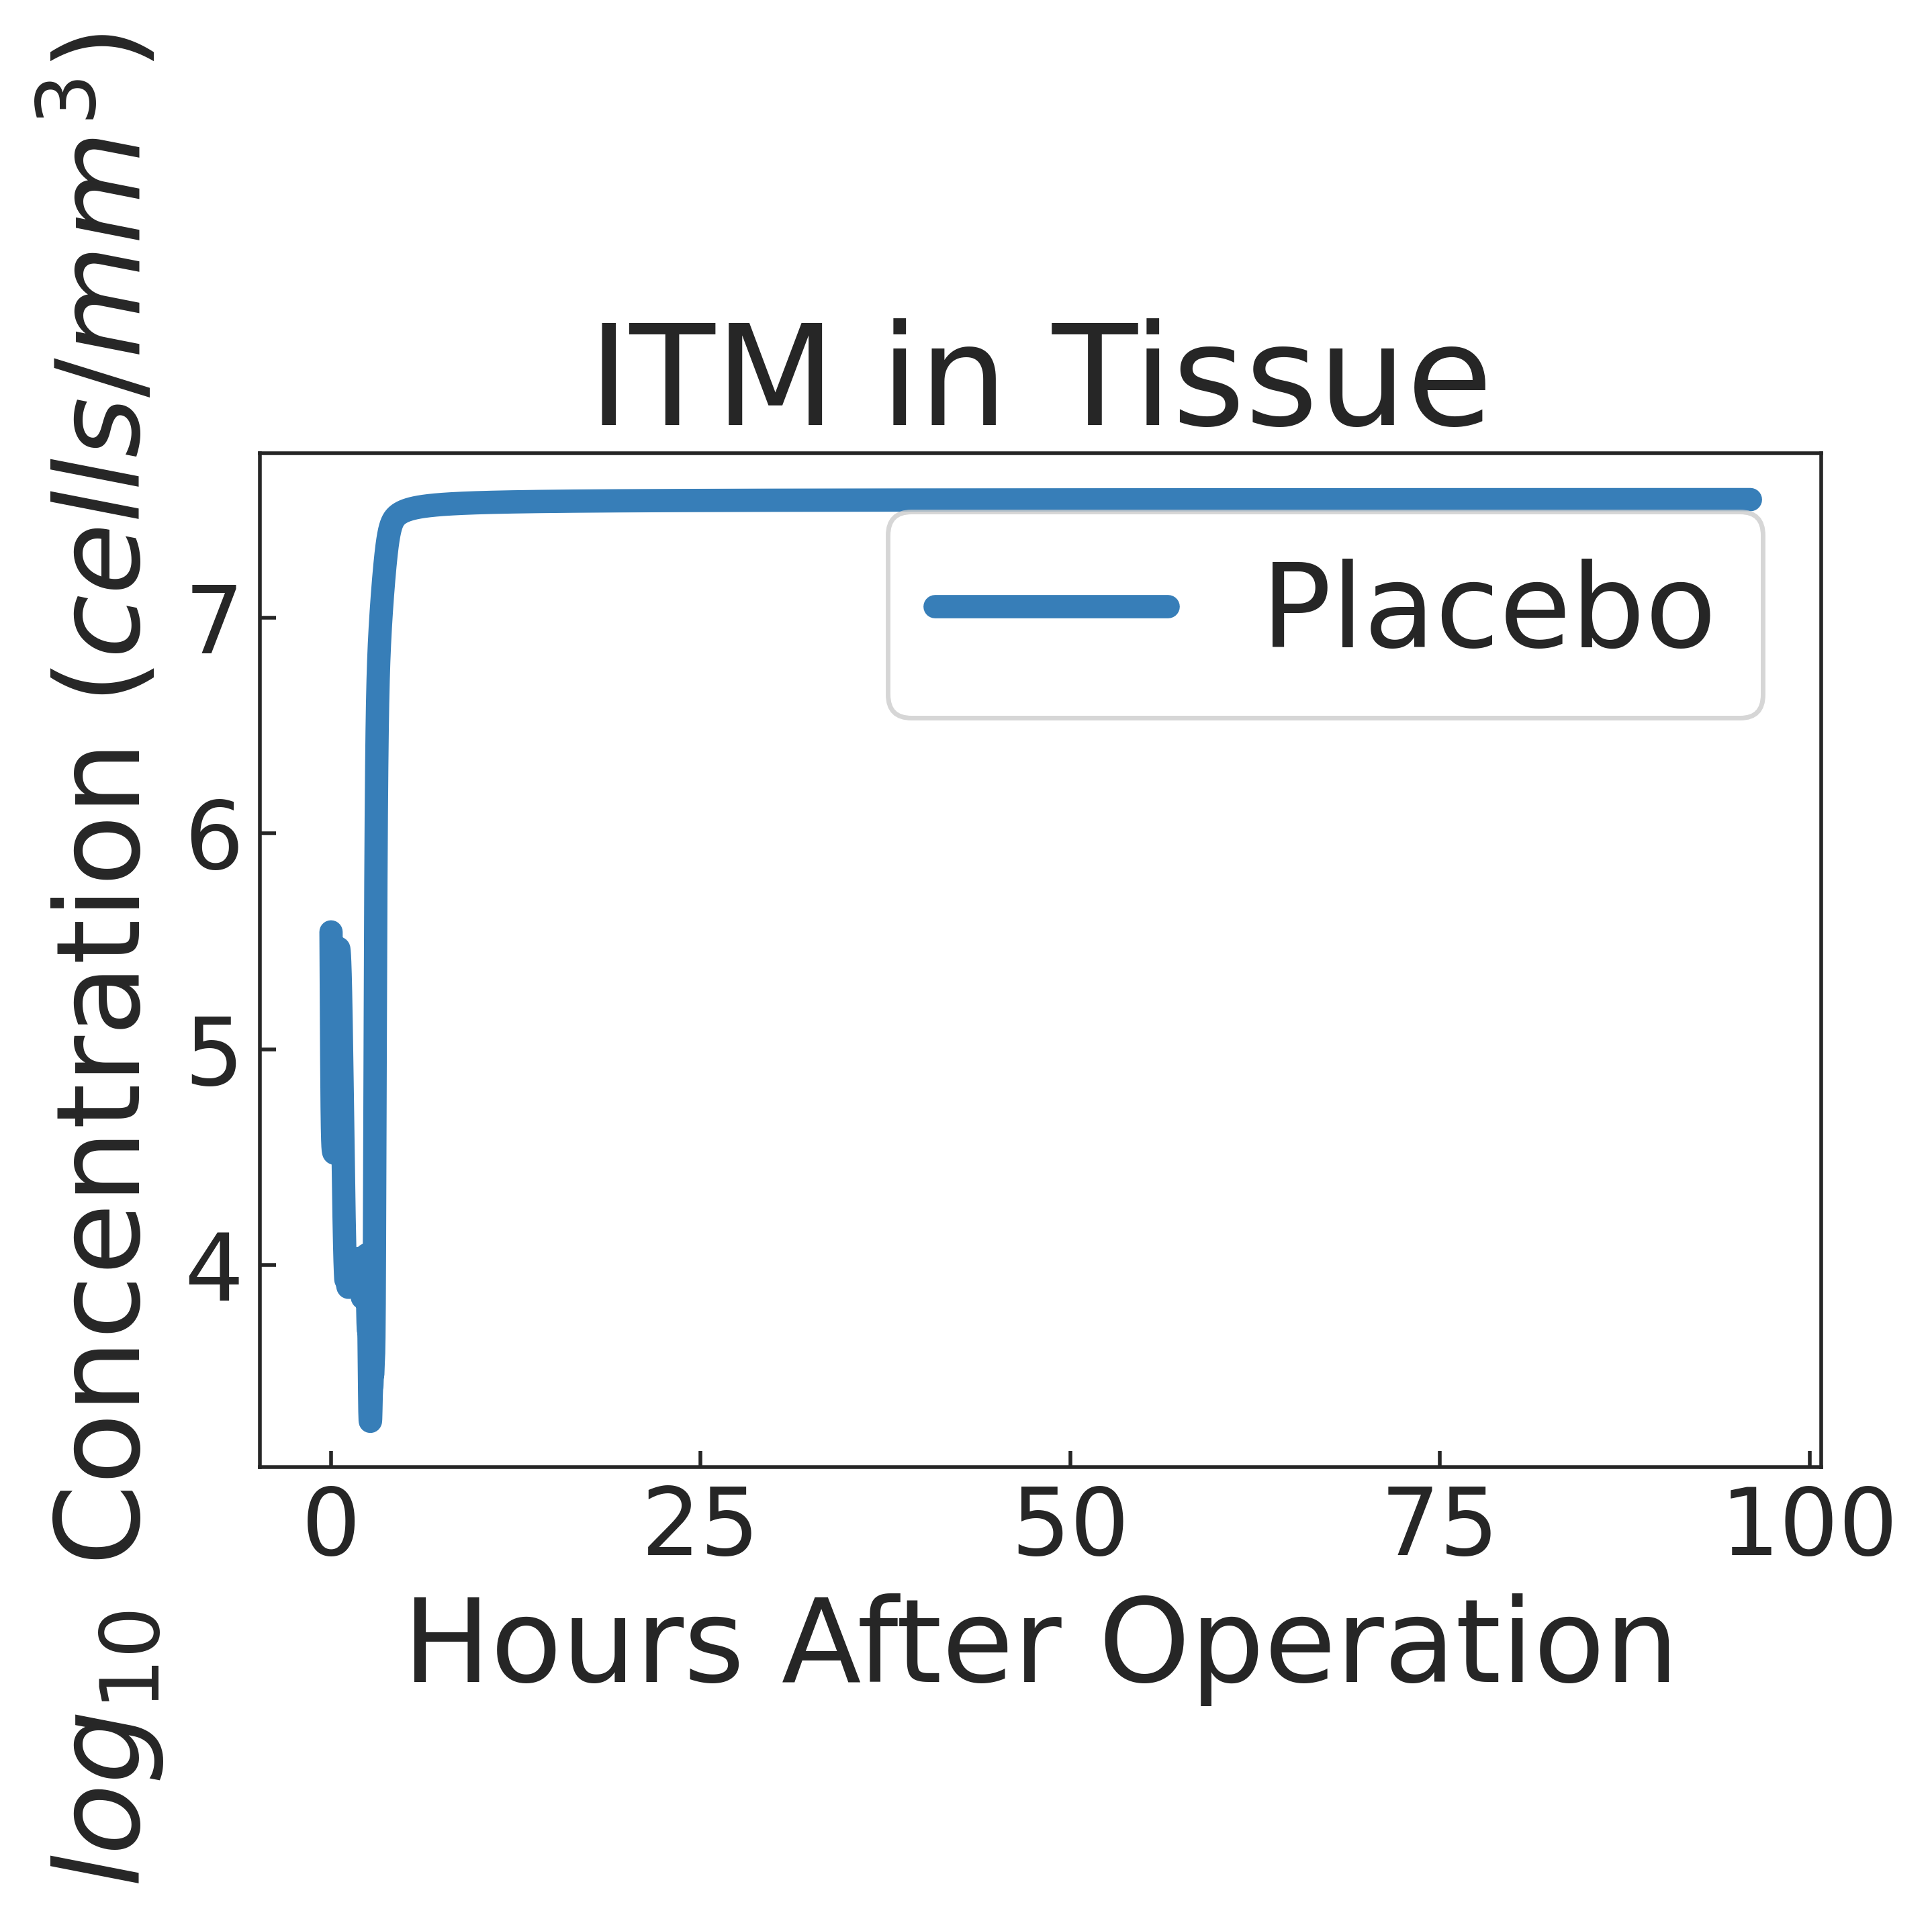 ITM in Tissue
log10 Concentration (cells/mm³)
7
6
5
4
Placebo
0 25 50 75 100
Hours After Operation